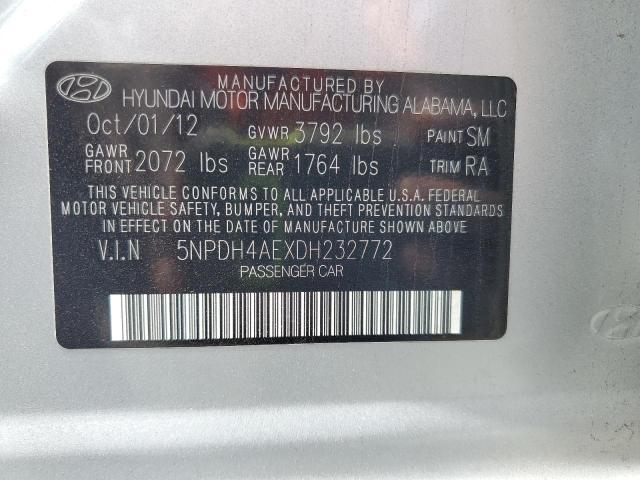 MANUFACTURED BY
HYUNDAI MOTOR MANUFACTURING ALABAMA, LLC
Oct/01/12 GVWR 3792 lbs PAINT SM
GAWR FRONT 2072 lbs GAWR REAR 1764 lbs TRIM RA
THIS VEHICLE CONFORMS TO ALL APPLICABLE U.S.A. FEDERAL
MOTOR VEHICLE SAFETY, BUMPER, AND THEFT PREVENTION STANDARDS
IN EFFECT ON THE DATE OF MANUFACTURE SHOWN ABOVE
V.I.N 5NPDH4AEXDH232772
PASSENGER CAR